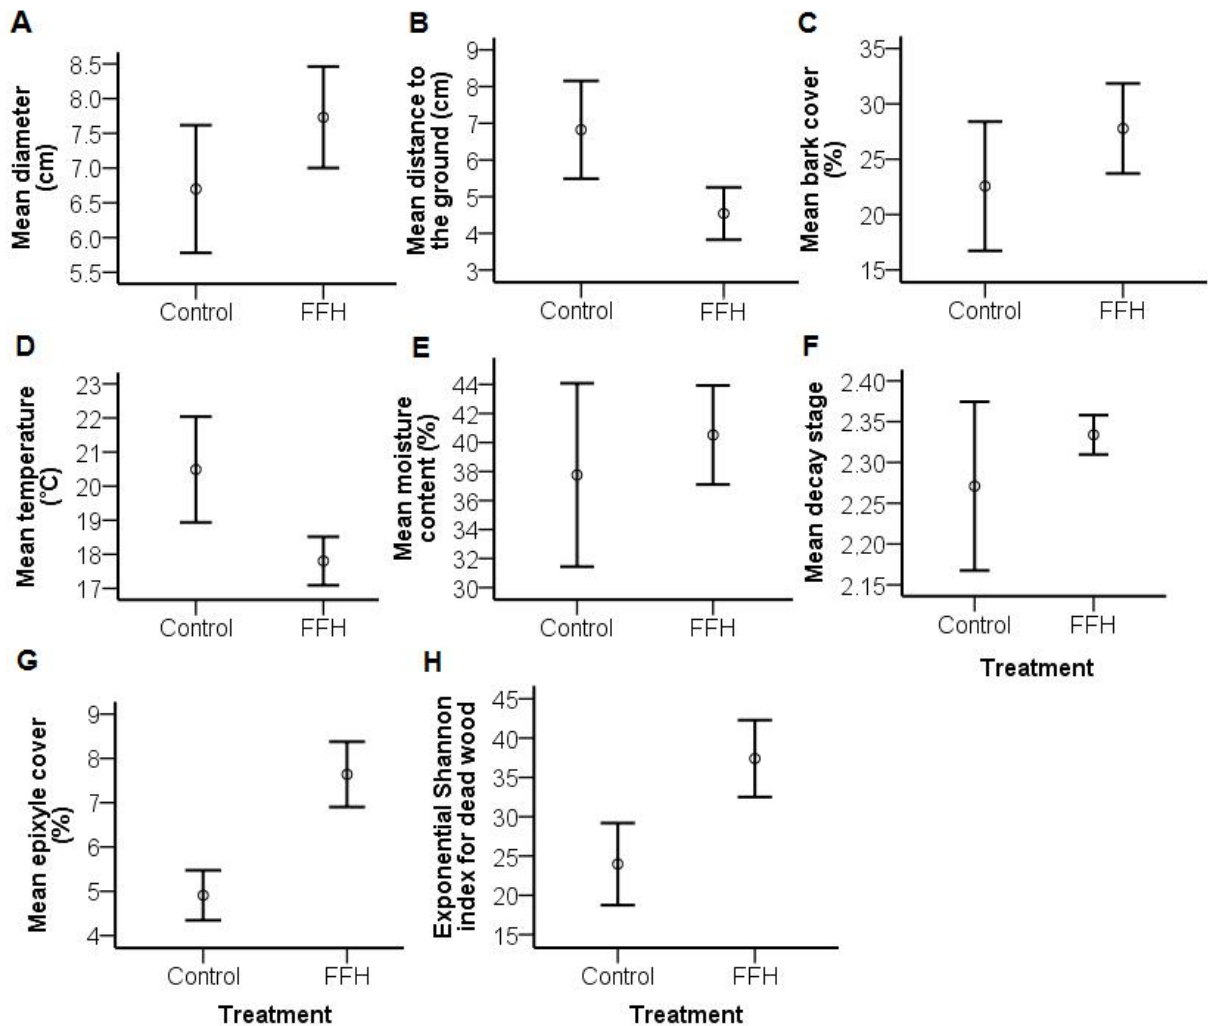 A
Mean diameter
(cm)
8.5
8.0
7.5
7.0
6.5
6.0
5.5
Control FFH
B
Mean distance to
the ground (cm)
9
8
7
6
5
4
3
Control FFH
C
Mean bark cover
(%)
35
30
25
20
15
Control FFH
D
Mean temperature
(°C)
23
22
21
20
19
18
17
Control FFH
E
Mean moisture
content (%)
44
42
40
38
36
34
32
30
Control FFH
F
Mean decay stage
2.40
2.35
2.30
2.25
2.20
2.15
Control FFH
Treatment
G
Mean epixyle cover
(%)
9
8
7
6
5
4
Control FFH
Treatment
H
Exponential Shannon
index for dead wood
45
40
35
30
25
20
15
Control FFH
Treatment